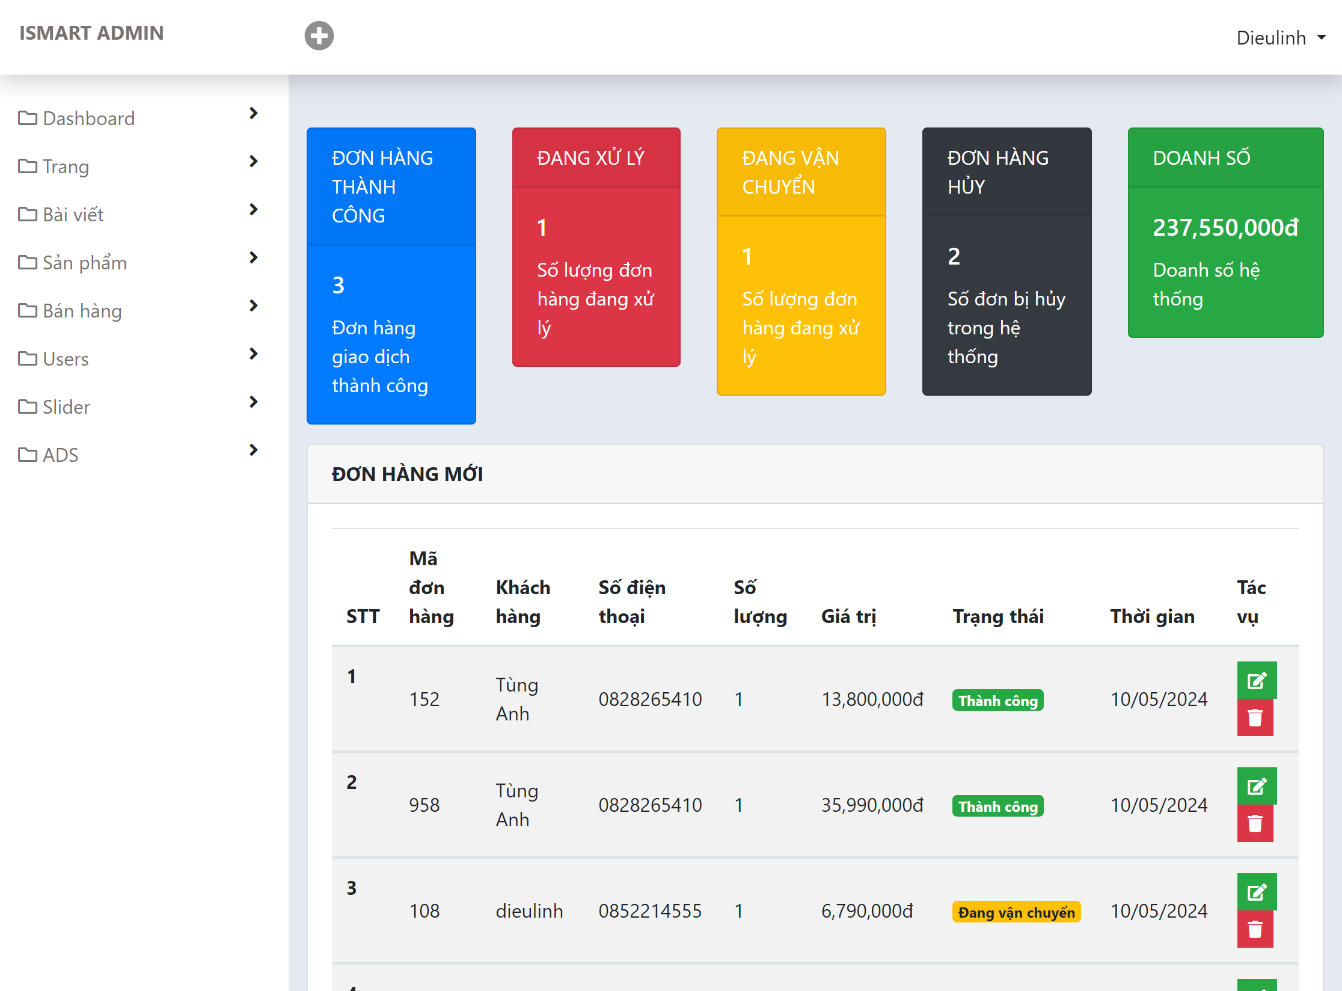 ISMART ADMIN
Dieulinh
Dashboard
Trang
Bài viết
Sản phẩm
Bán hàng
Users
Slider
ADS
ĐƠN HÀNG
THÀNH
CÔNG
3
Đơn hàng
giao dịch
thành công
ĐANG XỬ LÝ
1
Số lượng đơn
hàng đang xử
lý
ĐANG VẬN
CHUYỂN
1
Số lượng đơn
hàng đang xử
lý
ĐƠN HÀNG
HỦY
2
Số đơn bị hủy
trong hệ
thống
DOANH SỐ
237,550,000đ
Doanh số hệ
thống
ĐƠN HÀNG MỚI
STT Mã đơn hàng Khách hàng Số điện thoại Số lượng Giá trị Trạng thái Thời gian Tác vụ
1 152 Tùng Anh 0828265410 1 13,800,000đ Thành công 10/05/2024
2 958 Tùng Anh 0828265410 1 35,990,000đ Thành công 10/05/2024
3 108 dieulinh 0852214555 1 6,790,000đ Đang vận chuyển 10/05/2024